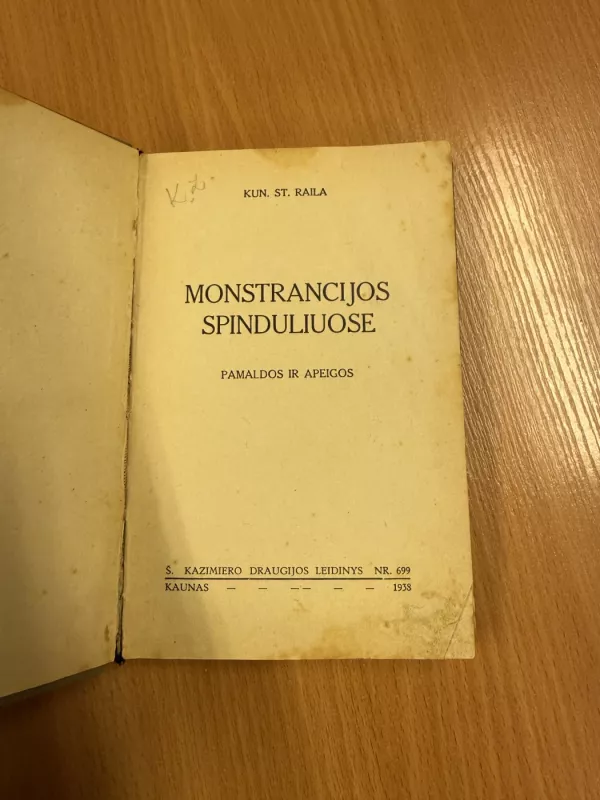 KUN. ST. RAILA
MONSTRANCIJOS
SPINDULIUOSE
PAMALDOS IR APEIGOS
Š. KAZIMIERO DRAUGIJOS LEIDINYS NR. 699
KAUNAS — — —— — — 1938